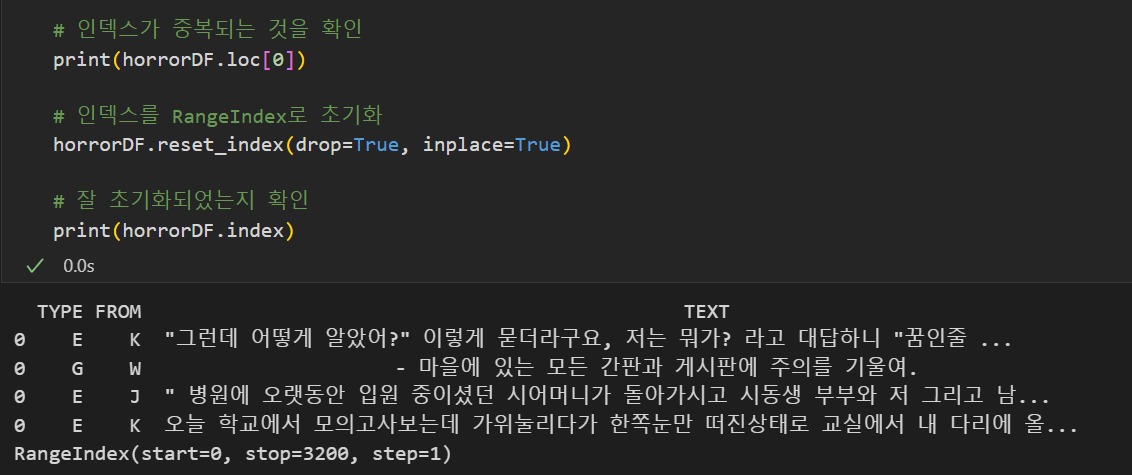 # 인덱스가 중복되는 것을 확인
print(horrorDF.loc[0])
# 인덱스를 RangeIndex로 초기화
horrorDF.reset_index(drop=True, inplace=True)
# 잘 초기화되었는지 확인
print(horrorDF.index)
0.0s
TYPE FROM TEXT
0 E K "그런데 어떻게 알았어?" 이렇게 묻더라구요, 저는 뭐가? 라고 대답하니 "꿈인줄 ...
0 G W - 마을에 있는 모든 간판과 게시판에 주의를 기울여.
0 E J " 병원에 오랫동안 입원 중이셨던 시어머니가 돌아가시고 시동생 부부와 저 그리고 남...
0 E K 오늘 학교에서 모의고사보는데 가위눌리다가 한쪽눈만 떠진상태로 교실에서 내 다리에 올...
RangeIndex(start=0, stop=3200, step=1)